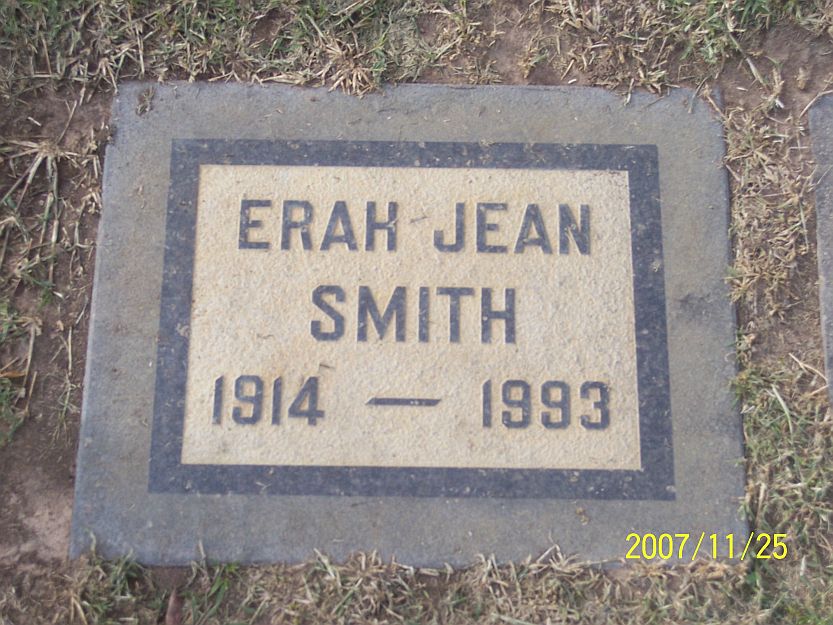 ERAH JEAN
SMITH
1914 — 1993
2007/11/25